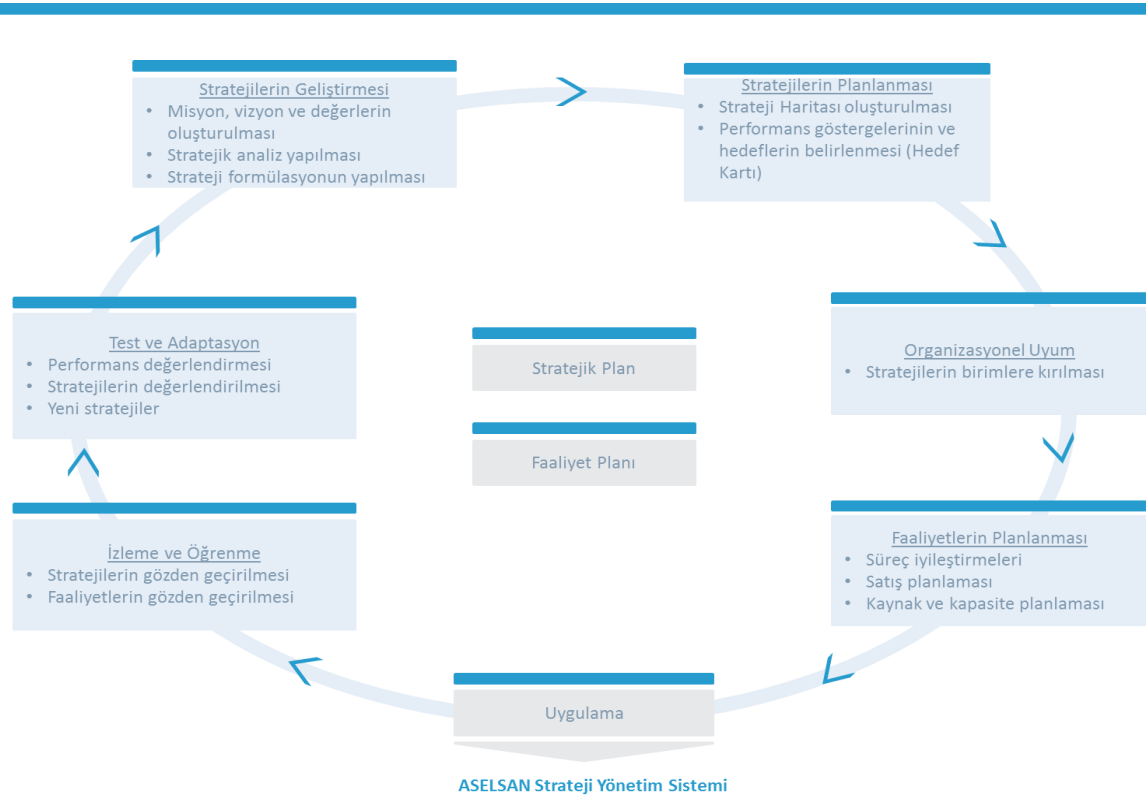 Stratejilerin Geliştirmesi
• Misyon, vizyon ve değerlerin
oluşturulması
• Stratejik analiz yapılması
• Strateji formülasyonun yapılması
Stratejilerin Planlanması
• Strateji Haritası oluşturulması
• Performans göstergelerinin ve
hedeflerin belirlenmesi (Hedef
Kartı)
Organizasyonel Uyum
• Stratejilerin birimlere kırılması
Faaliyetlerin Planlanması
• Süreç iyileştirmeleri
• Satış planlaması
• Kaynak ve kapasite planlaması
Uygulama
İzleme ve Öğrenme
• Stratejilerin gözden geçirilmesi
• Faaliyetlerin gözden geçirilmesi
Test ve Adaptasyon
• Performans değerlendirmesi
• Stratejilerin değerlendirilmesi
• Yeni stratejiler
Stratejik Plan
Faaliyet Planı
ASELSAN Strateji Yönetim Sistemi